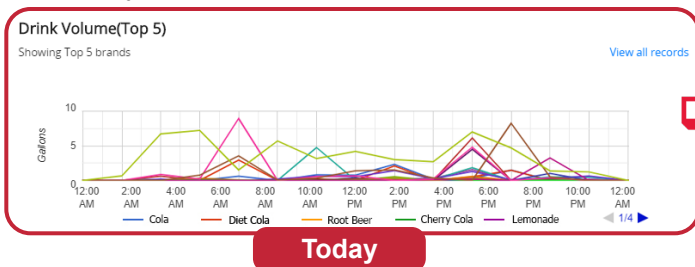 Drink Volume(Top 5)
Showing Top 5 brands View all records
10
Gallons
5
0
12:00 AM 2:00 AM 4:00 AM 6:00 AM 8:00 AM 10:00 AM 12:00 PM 2:00 PM 4:00 PM 6:00 PM 8:00 PM 10:00 PM 12:00 AM
Cola Diet Cola Root Beer Cherry Cola Lemonade 1/4
Today